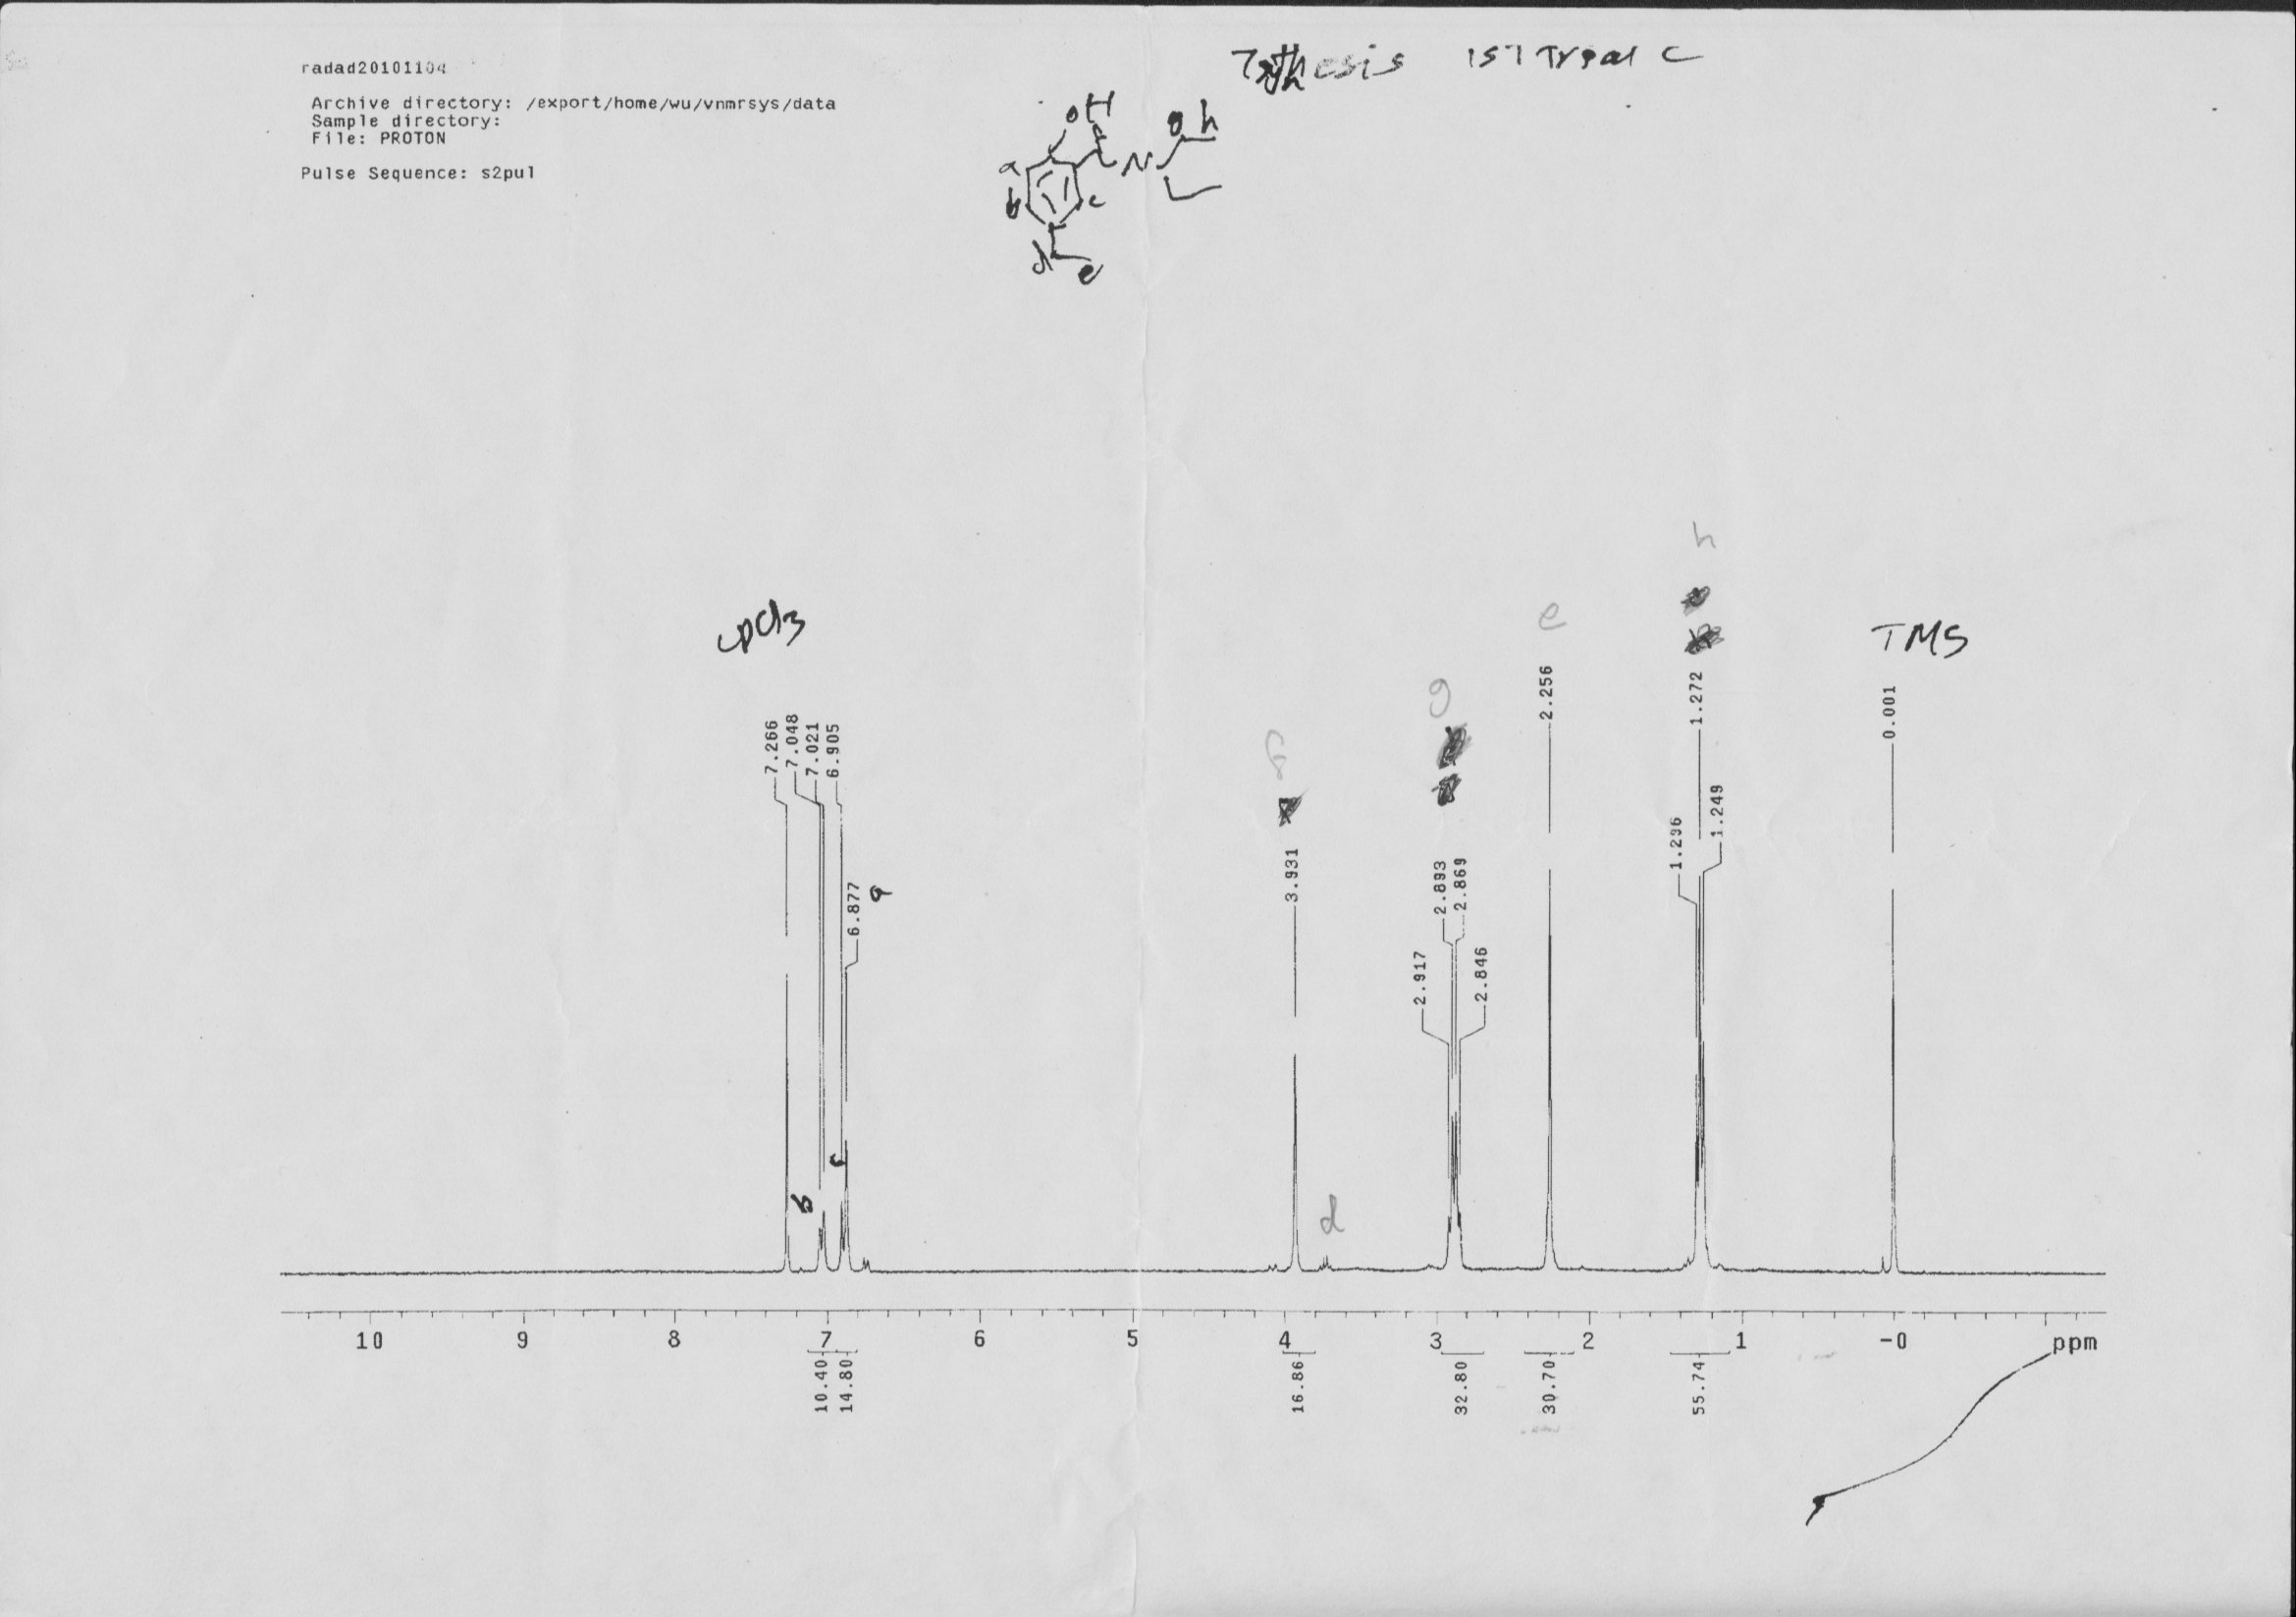 radad20101104
Archive directory: /export/home/wu/vnmrsys/data
Sample directory:
File: PROTON
Pulse Sequence: s2pul
1ST Trial C
OH
a
b
c
d
e
f
N
g h
CDCl3
7.266
7.048
7.021
6.905
6.877
a
b
c
f
3.931
d
g
2.917
2.893
2.869
2.846
e
2.256
h
1.296
1.272
1.249
TMS
0.001
10 9 8 7 6 5 4 3 2 1 -0 ppm
10.40
14.80
16.86
32.80
30.70
55.74